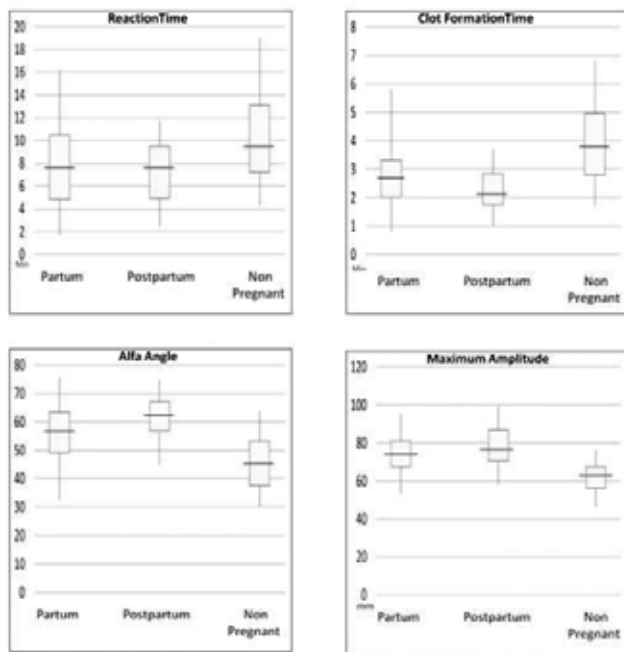 ReactionTime
20
18
16
14
12
10
8
6
4
2
0
Min
Partum
Postpartum
Non
Pregnant
Clot FormationTime
8
7
6
5
4
3
2
1
0
Min
Partum
Postpartum
Non
Pregnant
Alfa Angle
80
70
60
50
40
30
20
10
0
Partum
Postpartum
Non
Pregnant
Maximum Amplitude
120
100
80
60
40
20
0
mm
Partum
Postpartum
Non
Pregnant